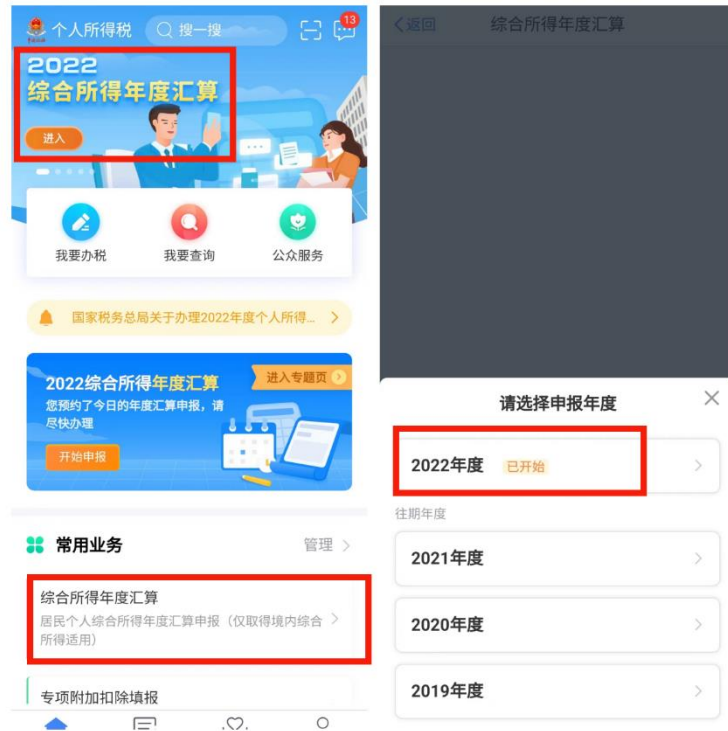 个人所得税
搜一搜
13
2022
综合所得年度汇算
进入
我要办税
我要查询
公众服务
国家税务总局关于办理2022年度个人所得...
2022综合所得年度汇算
进入专题页
您预约了今日的年度汇算申报，请
尽快办理
开始申报
常用业务
管理
综合所得年度汇算
居民个人综合所得年度汇算申报（仅取得境内综合
所得适用）
专项附加扣除填报
返回
综合所得年度汇算
请选择申报年度
2022年度
已开始
往期年度
2021年度
2020年度
2019年度